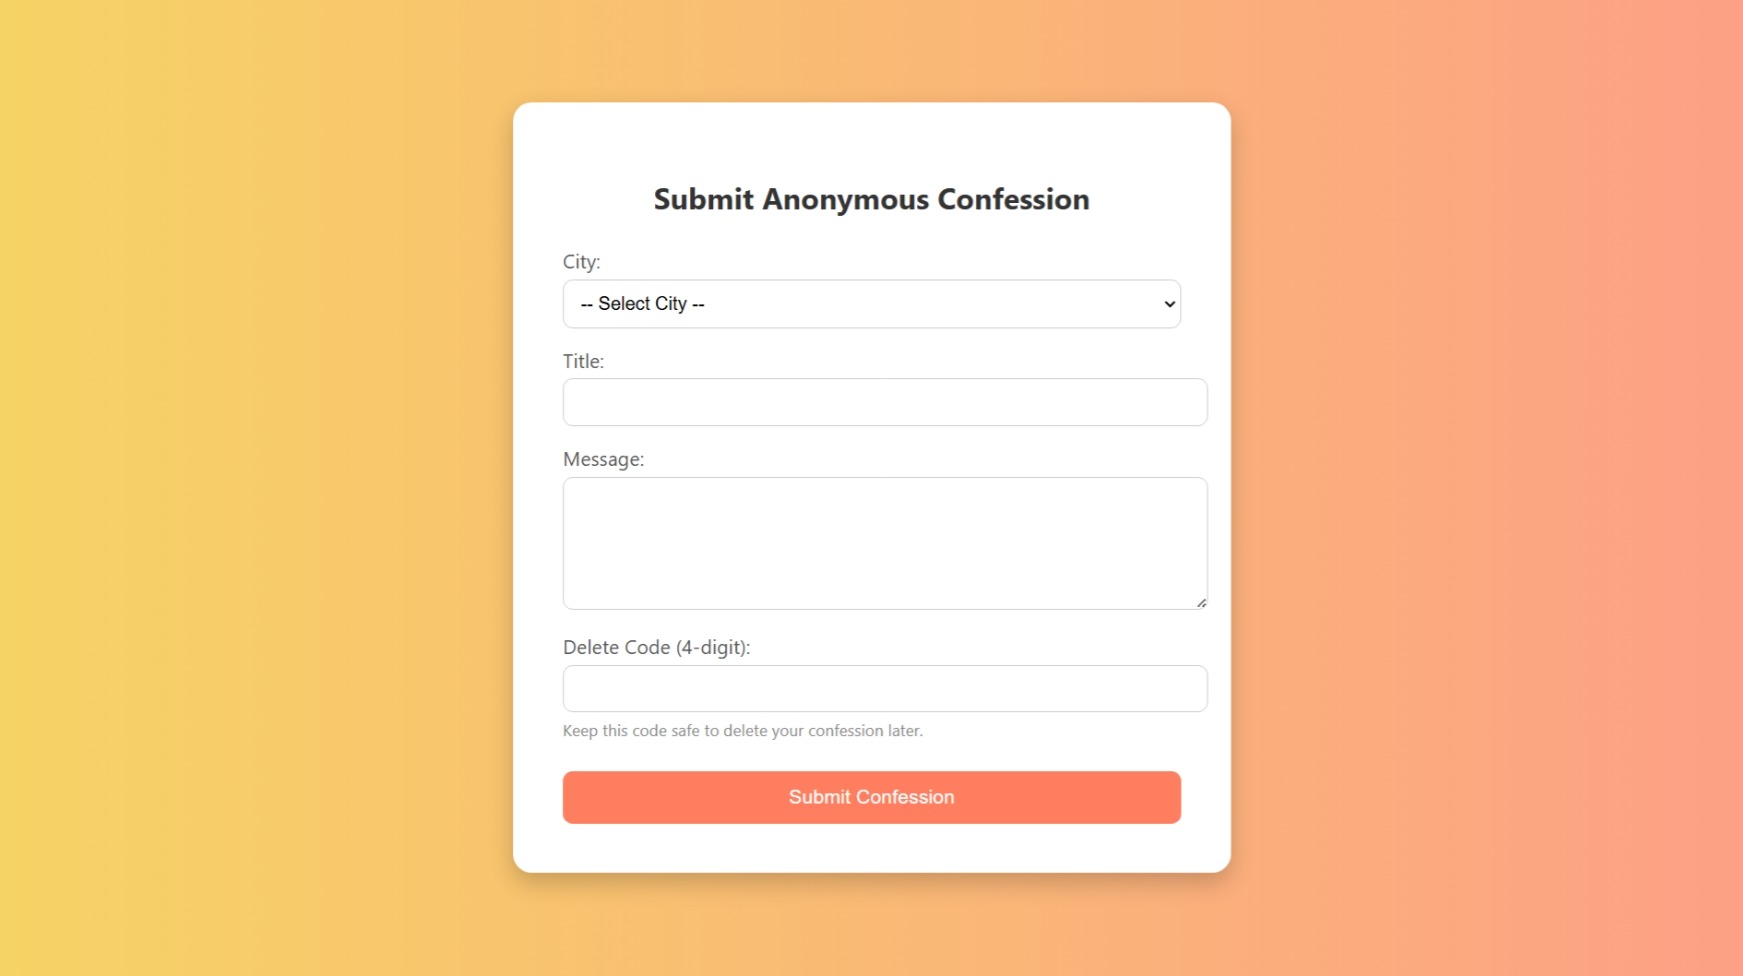 Submit Anonymous Confession
City:
-- Select City --
Title:
Message:
Delete Code (4-digit):
Keep this code safe to delete your confession later.
Submit Confession